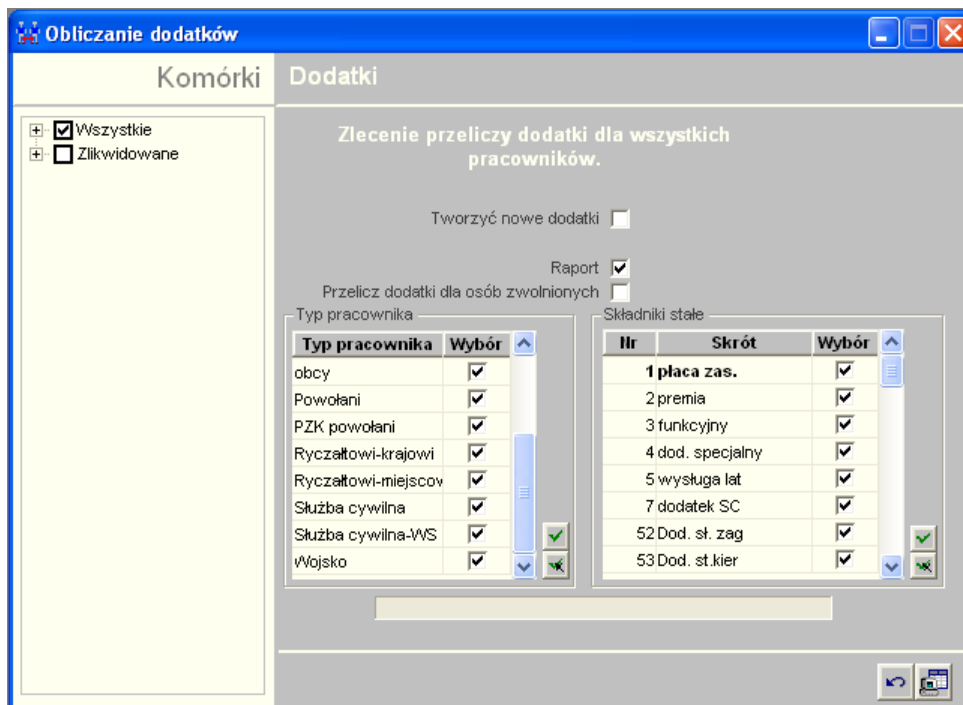 Obliczanie dodatków
Komórki
Dodatki
Wszystkie
Zlikwidowane
Zlecenie przeliczy dodatki dla wszystkich
pracowników.
Tworzyć nowe dodatki
Raport
Przelicz dodatki dla osób zwolnionych
Typ pracownika
Typ pracownika Wybór
obcy
Powołani
PZK powołani
Ryczałtowi-krajowi
Ryczałtowi-miejscov
Służba cywilna
Służba cywilna-WS
Wojsko
Składniki stałe
Nr Skrót Wybór
1 płaca zas.
2 premia
3 funkcyjny
4 dod. specjalny
5 wysługa lat
7 dodatek SC
52 Dod. sł. zag
53 Dod. st.kier